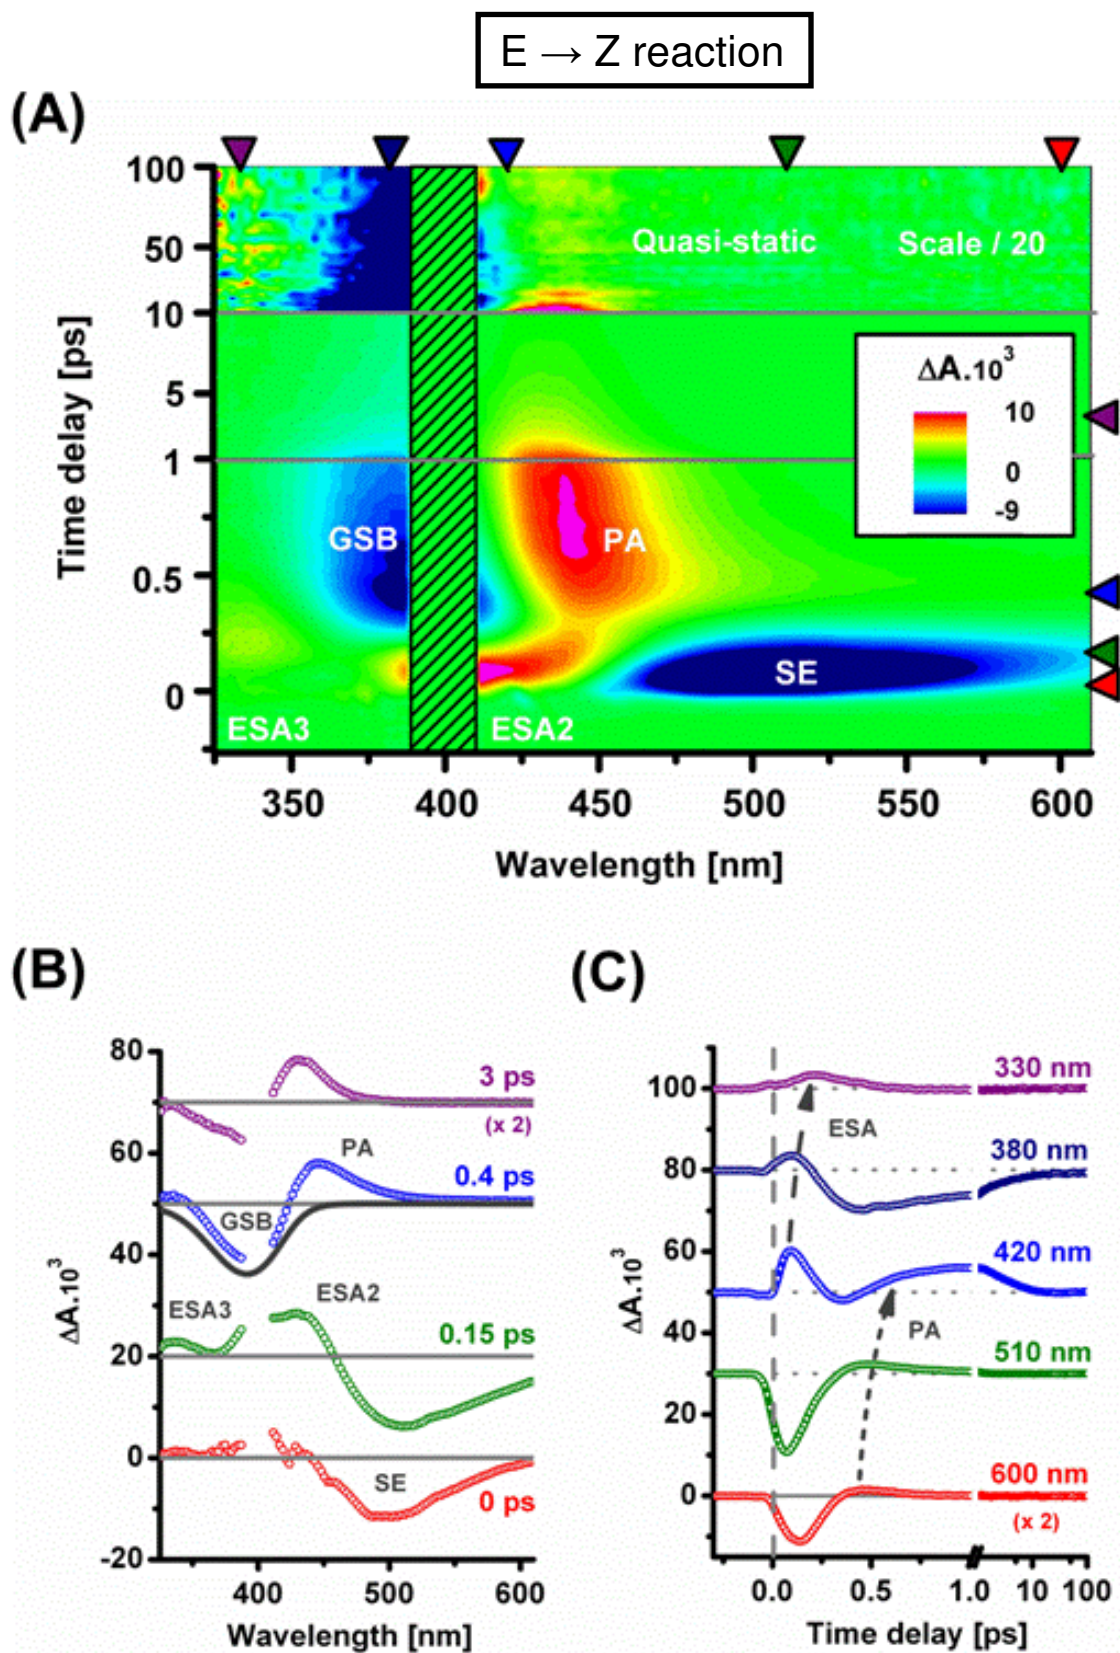 E → Z reaction
(A)
100
50
10
5
1
0.5
0
Time delay [ps]
Quasi-static
Scale / 20
ΔA.10³
10
0
-9
GSB
PA
SE
ESA3
ESA2
350
400
450
500
550
600
Wavelength [nm]
(B)
80
60
40
20
0
-20
ΔA.10³
3 ps
(x 2)
PA
0.4 ps
GSB
ESA3
ESA2
0.15 ps
SE
0 ps
400
500
600
Wavelength [nm]
(C)
100
80
60
40
20
0
ΔA.10³
330 nm
ESA
380 nm
420 nm
PA
510 nm
600 nm
(x 2)
0.0
0.5
1.0
10
100
Time delay [ps]